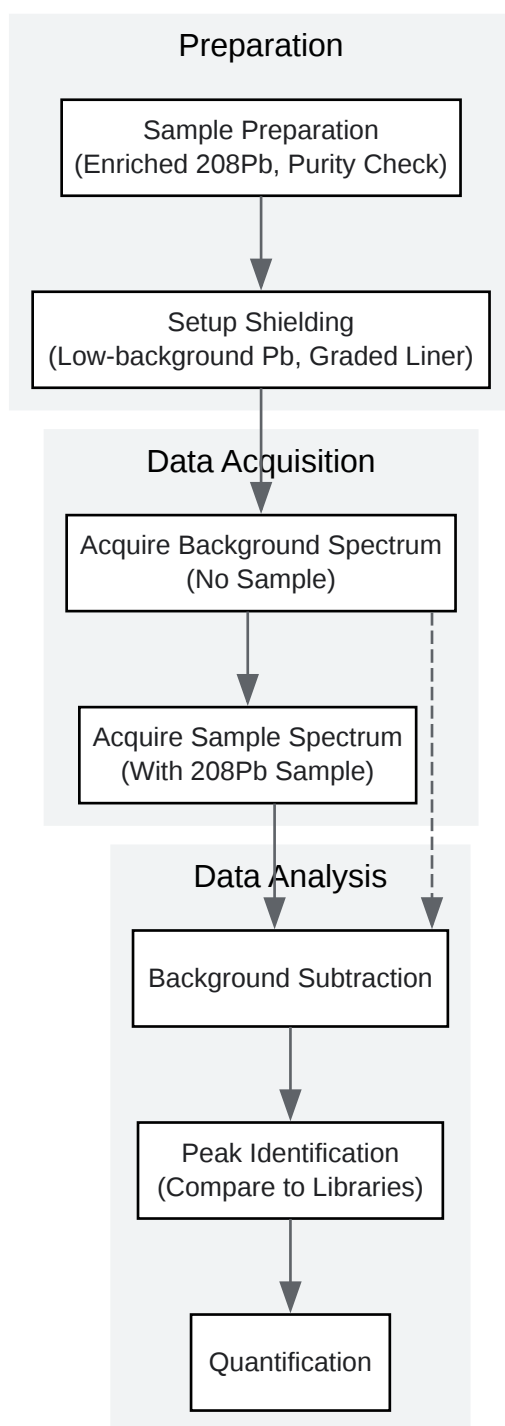 Preparation
Sample Preparation
(Enriched 208Pb, Purity Check)
Setup Shielding
(Low-background Pb, Graded Liner)
Data Acquisition
Acquire Background Spectrum
(No Sample)
Acquire Sample Spectrum
(With 208Pb Sample)
Data Analysis
Background Subtraction
Peak Identification
(Compare to Libraries)
Quantification